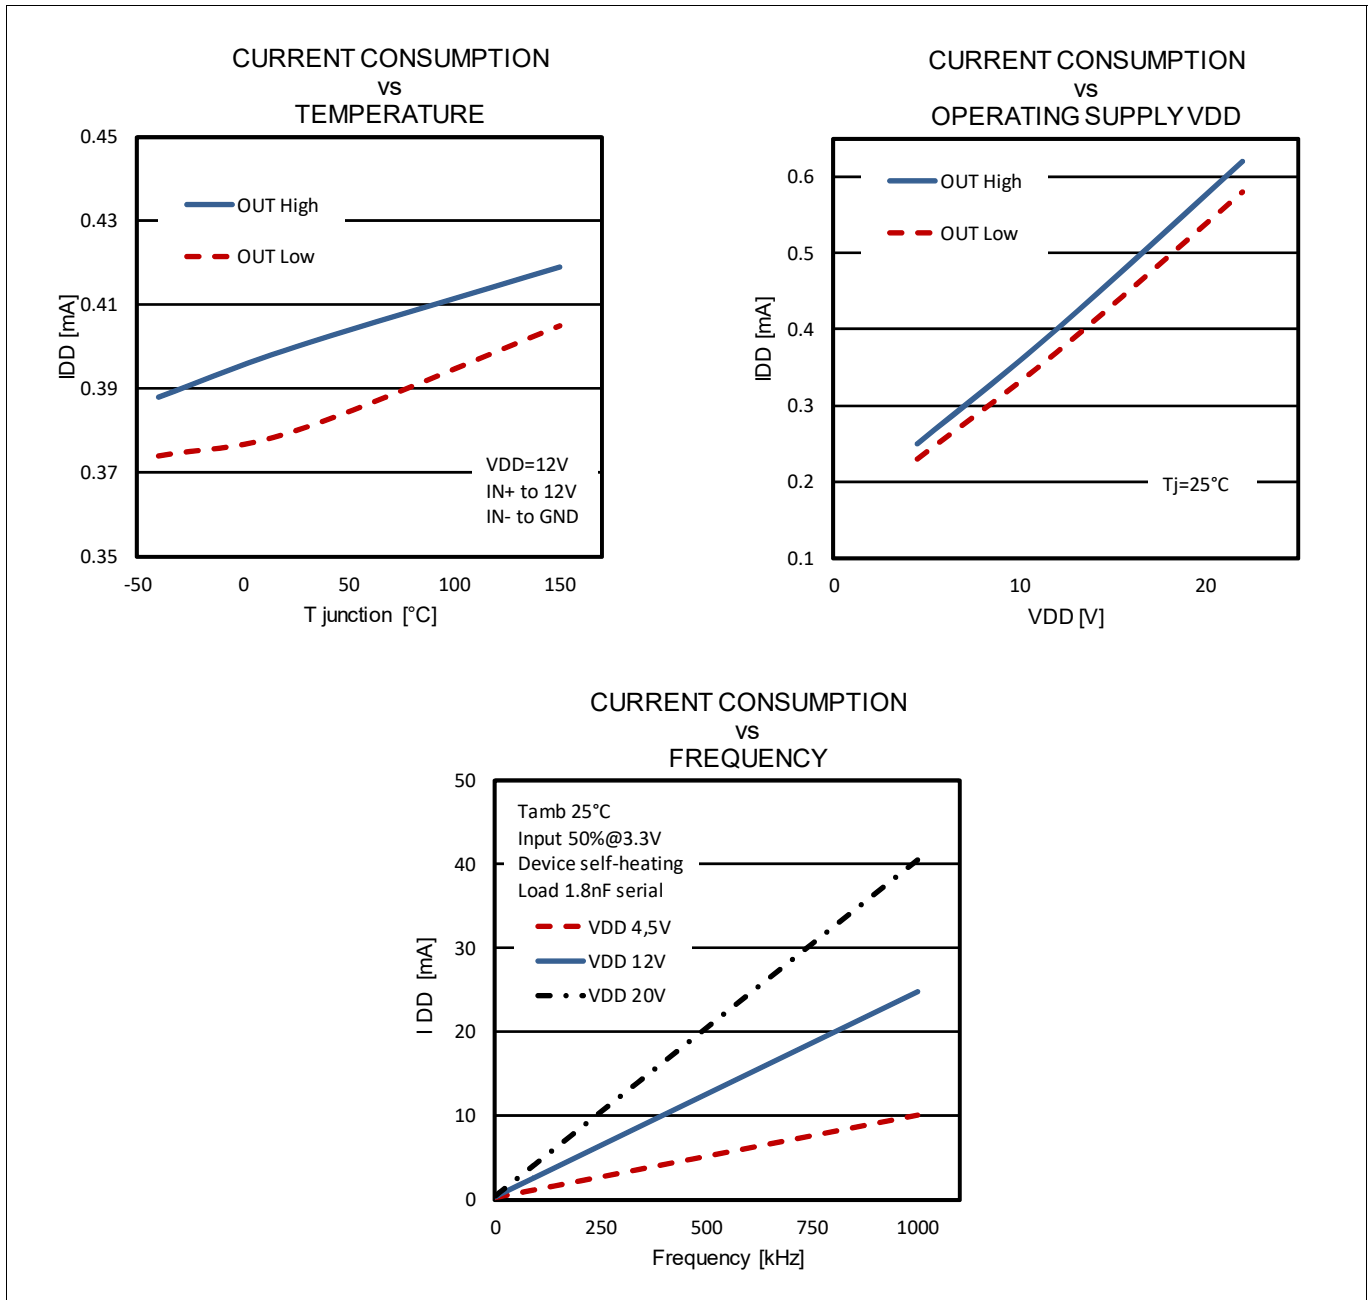 CURRENT CONSUMPTION
vs
TEMPERATURE
0.45
0.43
0.41
0.39
0.37
0.35
IDD [mA]
OUT High
OUT Low
VDD=12V
IN+ to 12V
IN- to GND
-50 0 50 100 150
T junction [°C]
CURRENT CONSUMPTION
vs
OPERATING SUPPLY VDD
0.6
0.5
0.4
0.3
0.2
0.1
IDD [mA]
OUT High
OUT Low
Tj=25°C
0 10 20
VDD [V]
CURRENT CONSUMPTION
vs
FREQUENCY
50
40
30
20
10
0
I DD [mA]
Tamb 25°C
Input 50%@3.3V
Device self-heating
Load 1.8nF serial
VDD 4,5V
VDD 12V
VDD 20V
0 250 500 750 1000
Frequency [kHz]